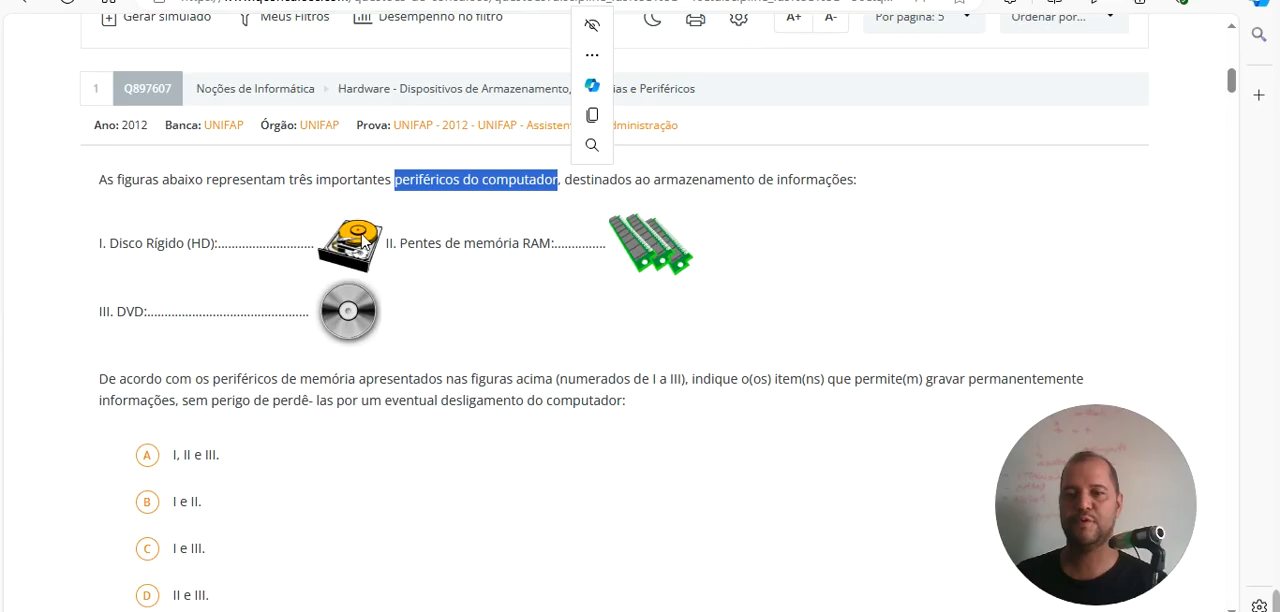 Gerar simulado Meus Filtros Desempenho no filtro A+ A- Por página: 5 Ordenar por...
1 Q897607 Noções de Informática Hardware - Dispositivos de Armazenamento, ias e Periféricos
Ano: 2012 Banca: UNIFAP Órgão: UNIFAP Prova: UNIFAP - 2012 - UNIFAP - Assisten dministração
As figuras abaixo representam três importantes periféricos do computador, destinados ao armazenamento de informações:
I. Disco Rígido (HD):............................ II. Pentes de memória RAM:...............
III. DVD:...............................................
De acordo com os periféricos de memória apresentados nas figuras acima (numerados de I a III), indique o(os) item(ns) que permite(m) gravar permanentemente
informações, sem perigo de perdê- las por um eventual desligamento do computador:
A I, II e III.
B I e II.
C I e III.
D II e III.